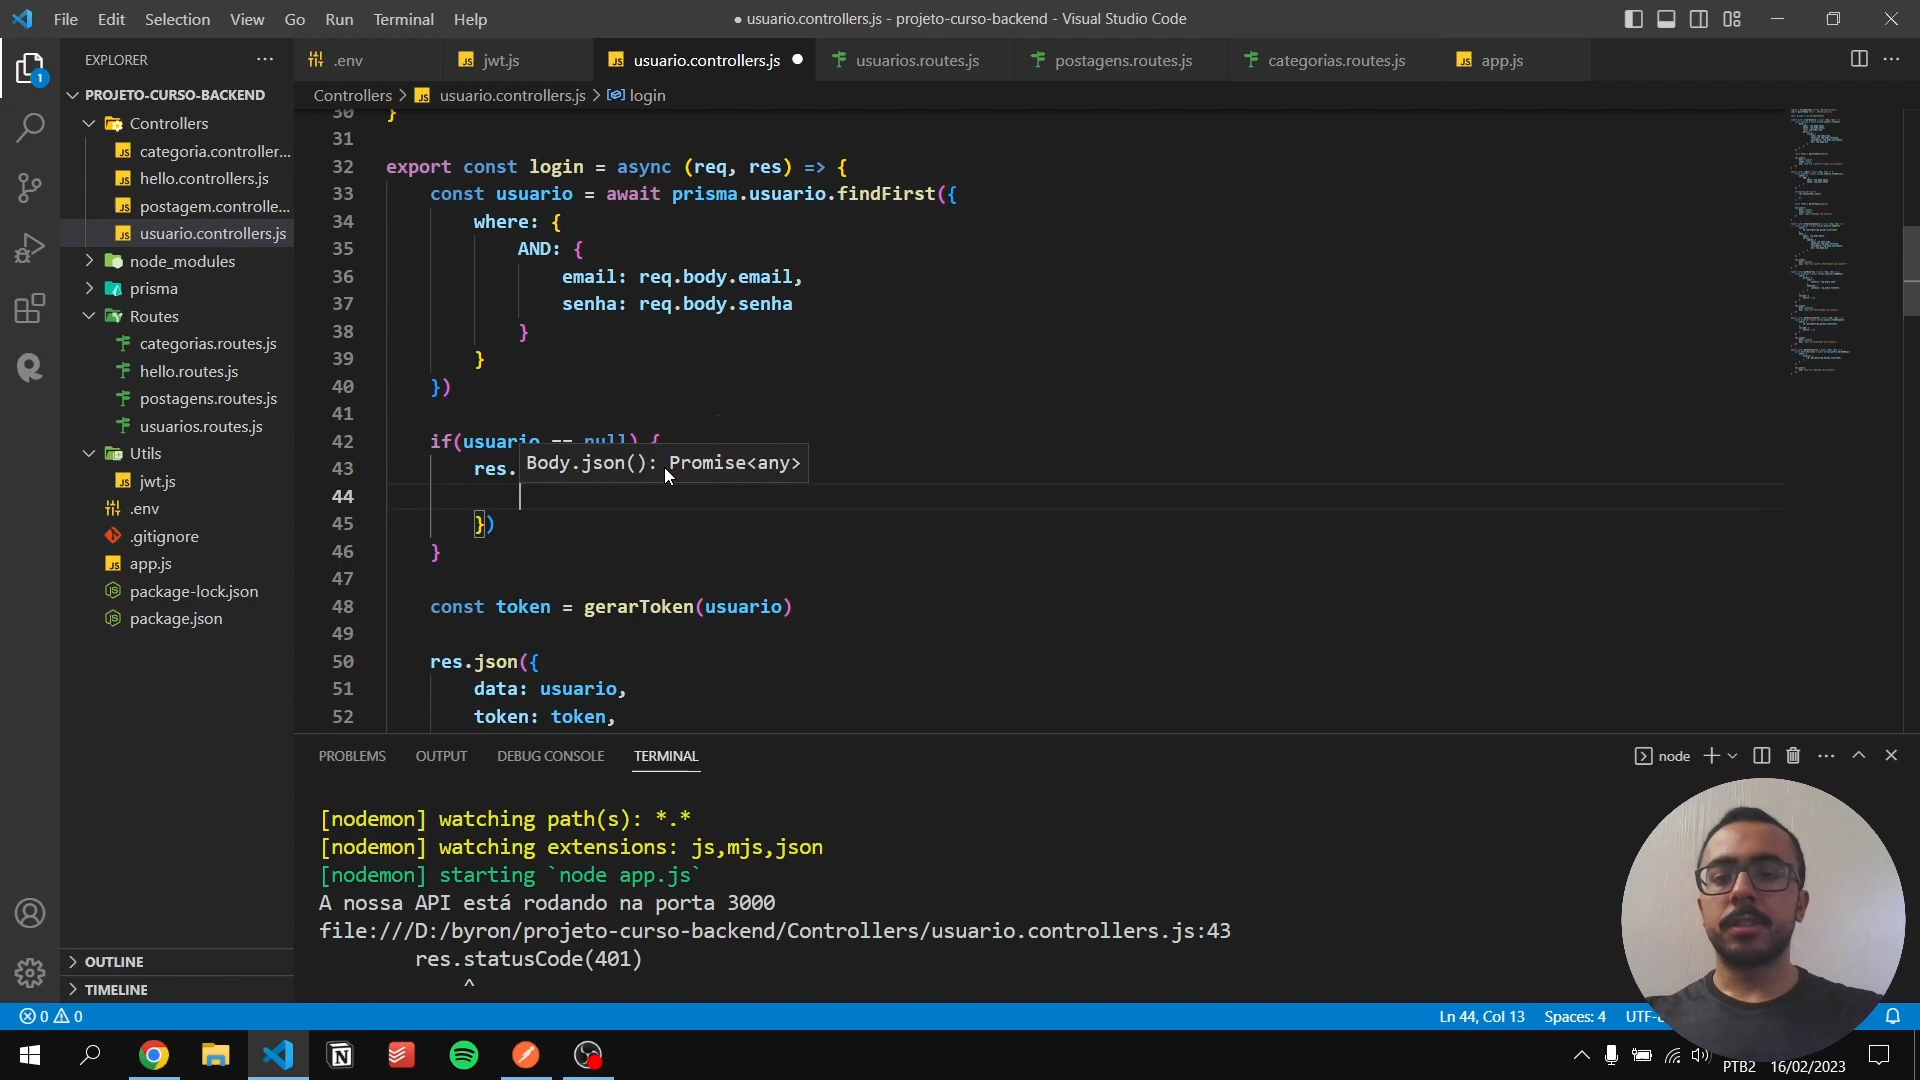 File Edit Selection View Go Run Terminal Help
● usuario.controllers.js - projeto-curso-backend - Visual Studio Code
EXPLORER
.env
jwt.js
usuario.controllers.js
usuarios.routes.js
postagens.routes.js
categorias.routes.js
app.js
PROJETO-CURSO-BACKEND
Controllers
categoria.controller...
hello.controllers.js
postagem.controlle...
usuario.controllers.js
node_modules
prisma
Routes
categorias.routes.js
hello.routes.js
postagens.routes.js
usuarios.routes.js
Utils
jwt.js
.env
.gitignore
app.js
package-lock.json
package.json
OUTLINE
TIMELINE
Controllers > usuario.controllers.js > login
30 }
31
32 export const login = async (req, res) => {
33 const usuario = await prisma.usuario.findFirst({
34 where: {
35 AND: {
36 email: req.body.email,
37 senha: req.body.senha
38 }
39 }
40 })
41
42 if(usuario == null) {
43 res.
Body.json(): Promise<any>
44
45 })
46 }
47
48 const token = gerarToken(usuario)
49
50 res.json({
51 data: usuario,
52 token: token,
PROBLEMS OUTPUT DEBUG CONSOLE TERMINAL
node
[nodemon] watching path(s): *.*
[nodemon] watching extensions: js,mjs,json
[nodemon] starting `node app.js`
A nossa API está rodando na porta 3000
file:///D:/byron/projeto-curso-backend/Controllers/usuario.controllers.js:43
res.statusCode(401)
^
0 0
Ln 44, Col 13 Spaces: 4
PTB2 16/02/2023